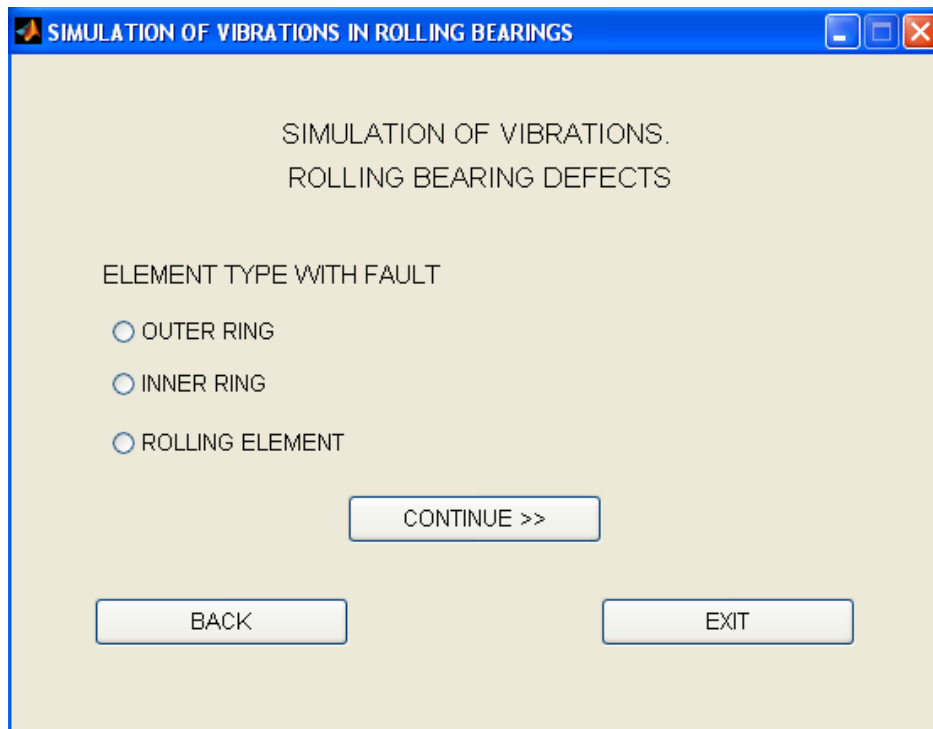 SIMULATION OF VIBRATIONS IN ROLLING BEARINGS
SIMULATION OF VIBRATIONS.
ROLLING BEARING DEFECTS
ELEMENT TYPE WITH FAULT
OUTER RING
INNER RING
ROLLING ELEMENT
CONTINUE >>
BACK
EXIT